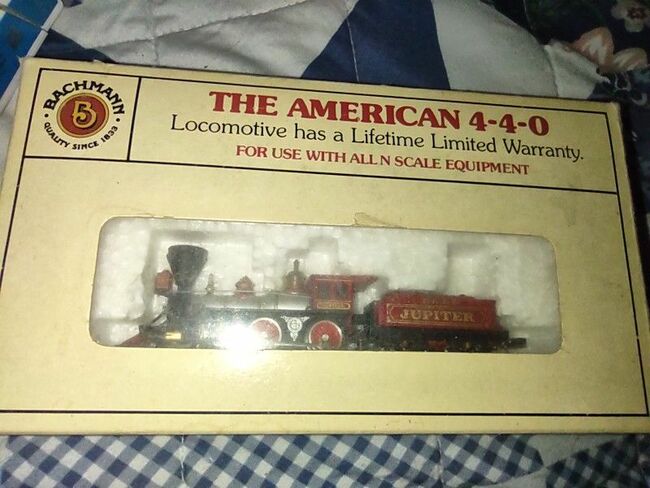 BACHMANN
B
QUALITY SINCE 1833
THE AMERICAN 4-4-0
Locomotive has a Lifetime Limited Warranty.
FOR USE WITH ALL N SCALE EQUIPMENT
JUPITER